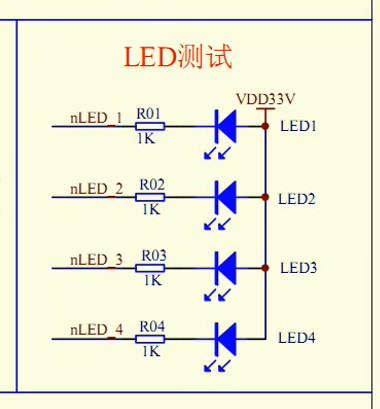 LED测试
VDD33V
nLED_1 R01 LED1
1K
nLED_2 R02 LED2
1K
nLED_3 R03 LED3
1K
nLED_4 R04 LED4
1K